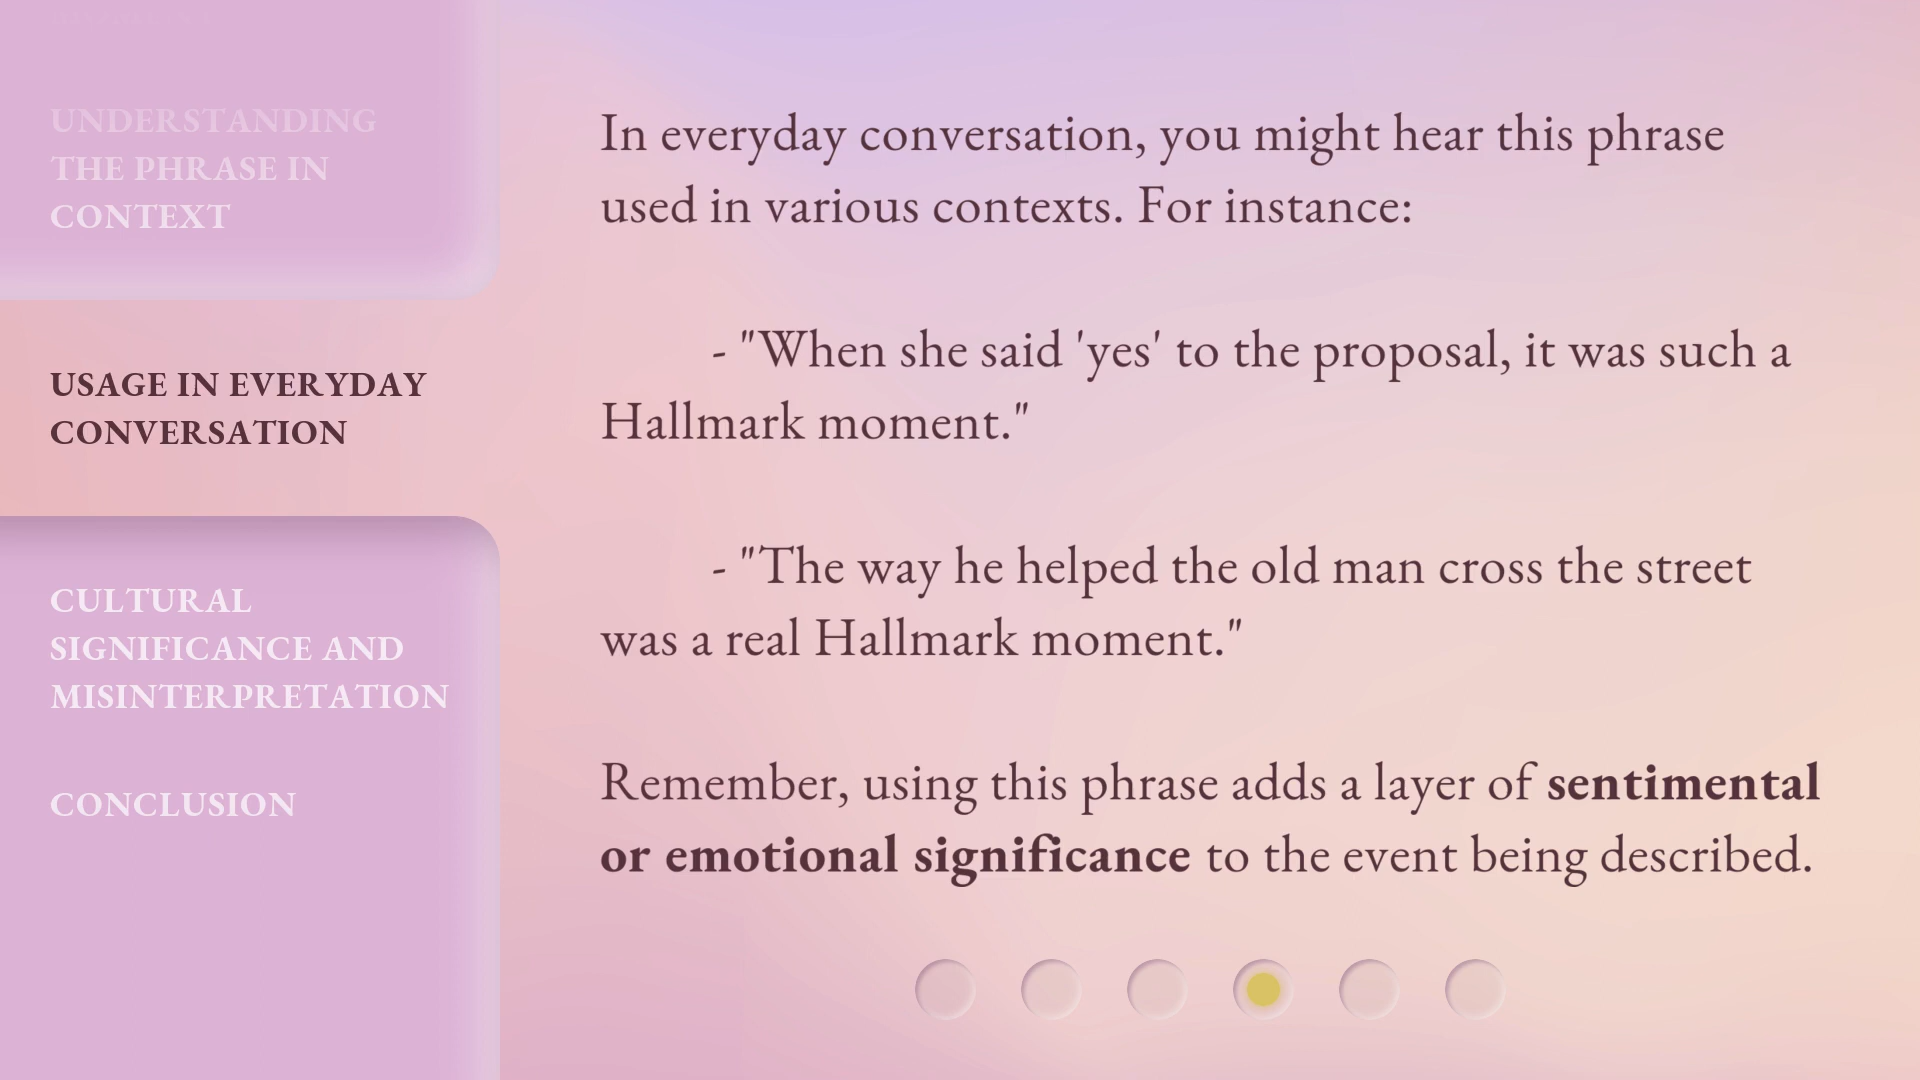 UNDERSTANDING
THE PHRASE IN
CONTEXT
USAGE IN EVERYDAY
CONVERSATION
CULTURAL
SIGNIFICANCE AND
MISINTERPRETATION
CONCLUSION
In everyday conversation, you might hear this phrase
used in various contexts. For instance:
- "When she said 'yes' to the proposal, it was such a
Hallmark moment."
- "The way he helped the old man cross the street
was a real Hallmark moment."
Remember, using this phrase adds a layer of sentimental
or emotional significance to the event being described.